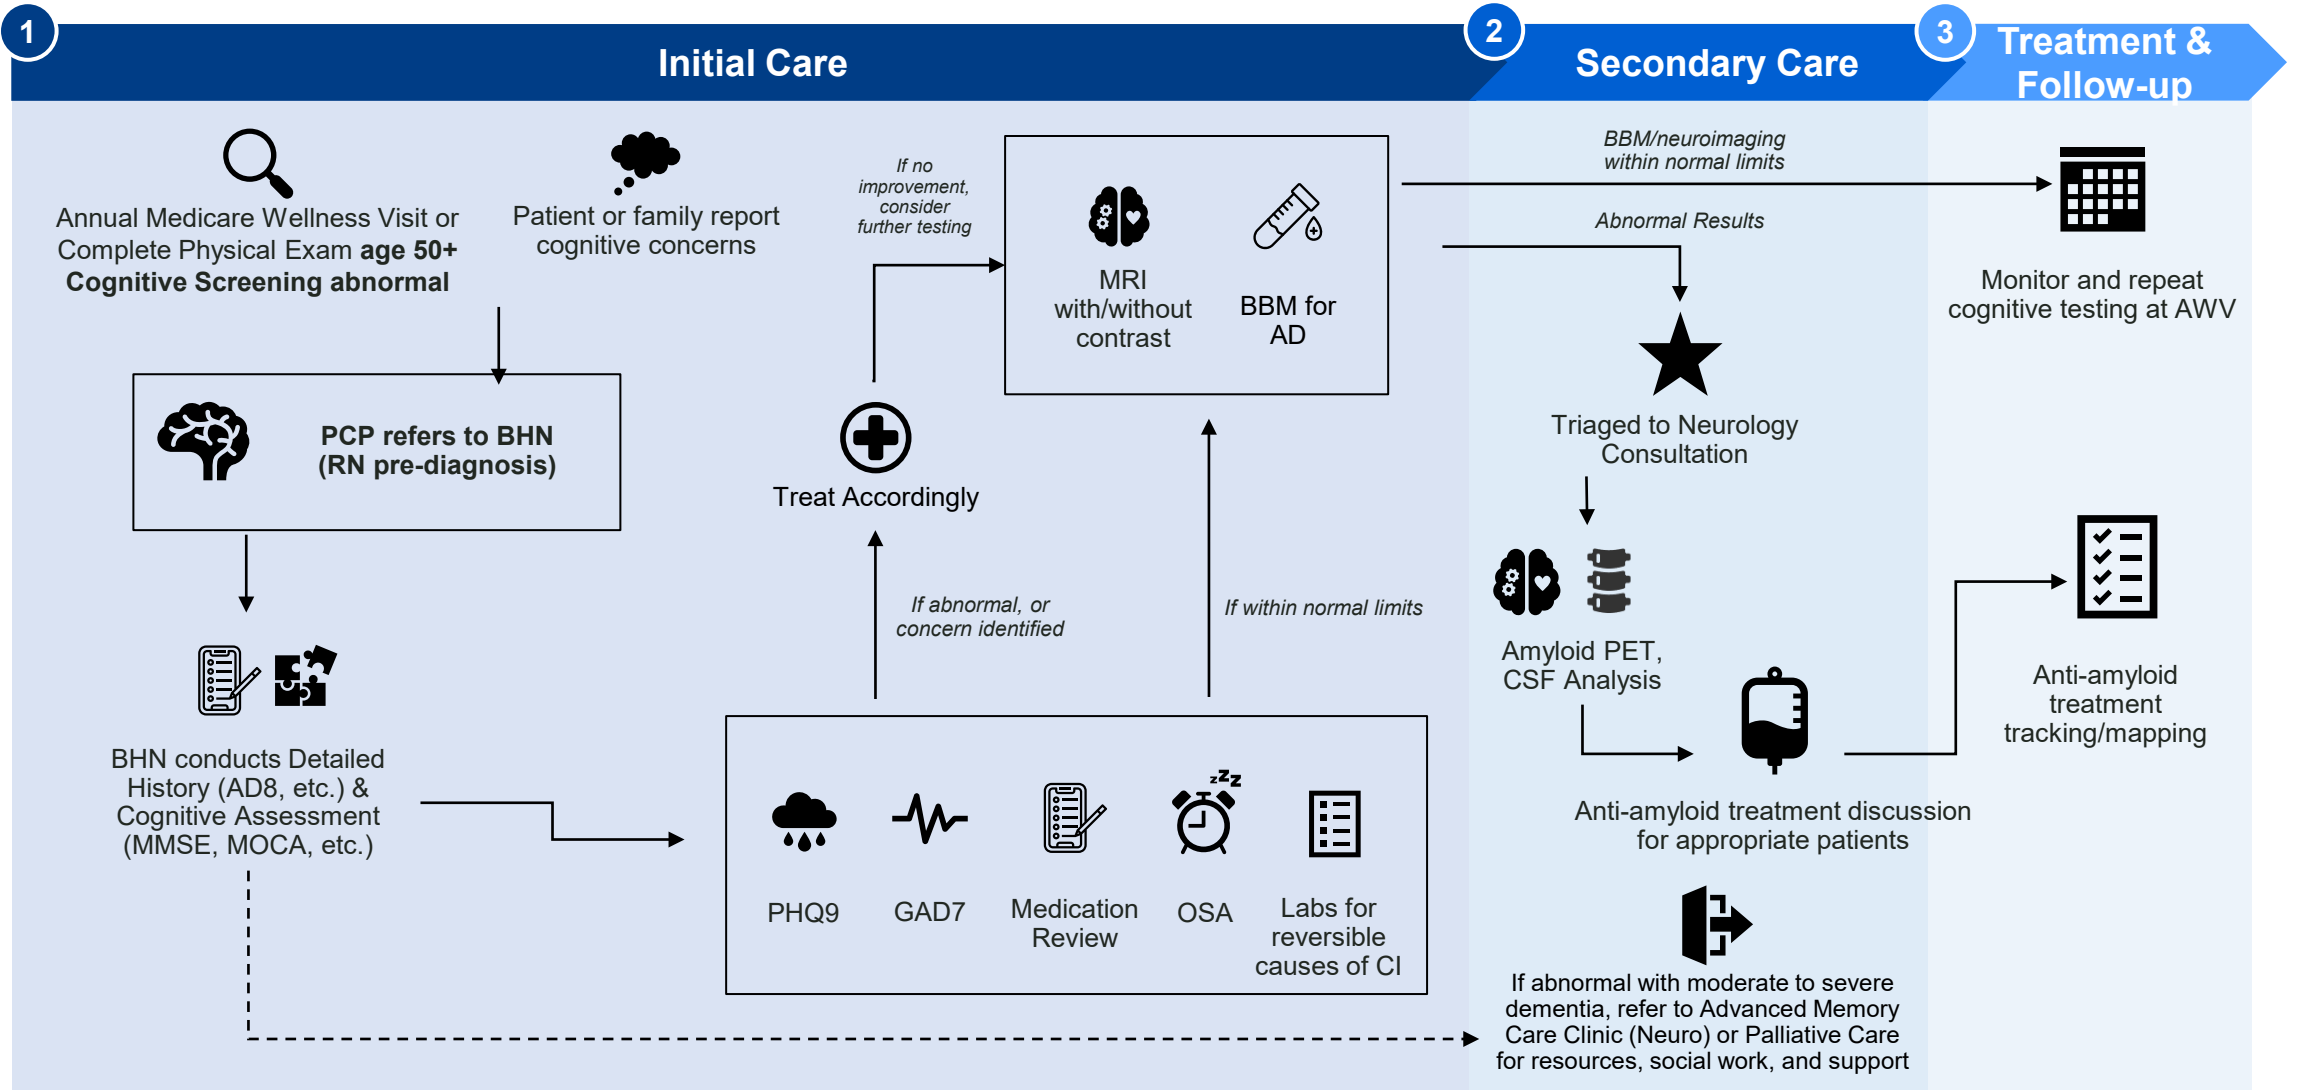 1
Initial Care
2
Secondary Care
3
Treatment &
Follow-up
Annual Medicare Wellness Visit or
Complete Physical Exam age 50+
Cognitive Screening abnormal
Patient or family report
cognitive concerns
PCP refers to BHN
(RN pre-diagnosis)
BHN conducts Detailed
History (AD8, etc.) &
Cognitive Assessment
(MMSE, MOCA, etc.)
If no
improvement,
consider
further testing
Treat Accordingly
If abnormal, or
concern identified
If within normal limits
MRI
with/without
contrast
BBM for
AD
PHQ9
GAD7
Medication
Review
zzZZ
OSA
Labs for
reversible
causes of CI
BBM/neuroimaging
within normal limits
Abnormal Results
Triaged to Neurology
Consultation
Amyloid PET,
CSF Analysis
Anti-amyloid treatment discussion
for appropriate patients
If abnormal with moderate to severe
dementia, refer to Advanced Memory
Care Clinic (Neuro) or Palliative Care
for resources, social work, and support
Monitor and repeat
cognitive testing at AWV
Anti-amyloid
treatment
tracking/mapping